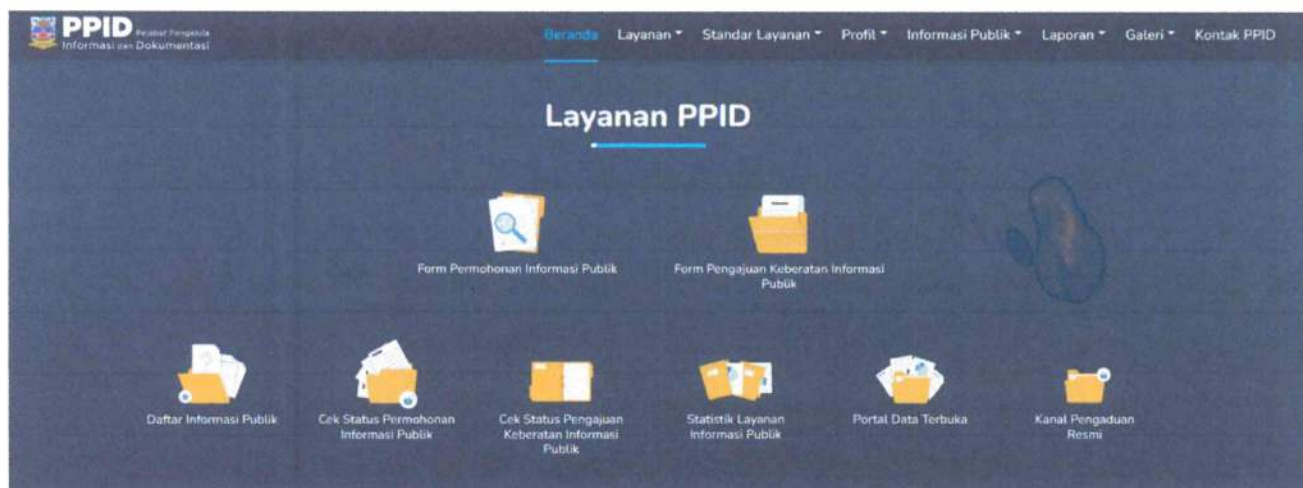 PPID Pejabat Pengelola
Informasi dan Dokumentasi
Beranda Layanan Standar Layanan Profil Informasi Publik Laporan Galeri Kontak PPID
Layanan PPID
Form Permohonan Informasi Publik
Form Pengajuan Keberatan Informasi
Publik
Daftar Informasi Publik
Cek Status Permohonan
Informasi Publik
Cek Status Pengajuan
Keberatan Informasi
Publik
Statistik Layanan
Informasi Publik
Portal Data Terbuka
Kanal Pengaduan
Resmi